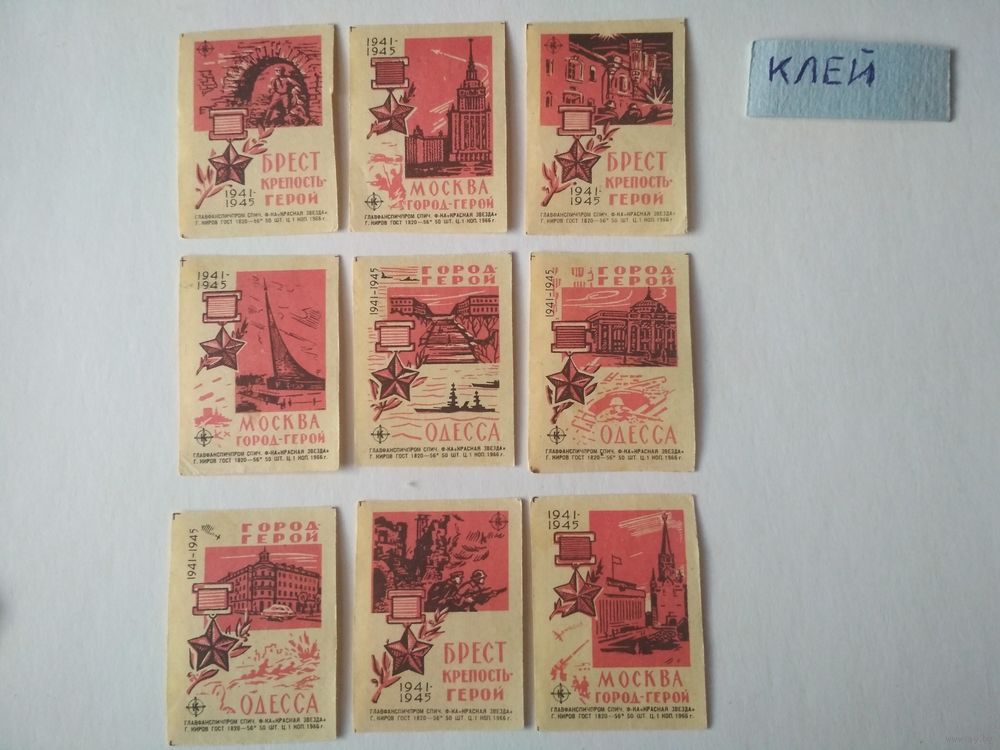 БРЕСТ
КРЕПОСТЬ-
ГЕРОЙ
1941-
1945
ГЛАВФАНСПИЧПРОМ СПИЧ. Ф-КА «КРАСНАЯ ЗВЕЗДА»
Г. КИРОВ ГОСТ 1820—56* 50 ШТ. Ц. 1 КОП. 1966 г.
1941-
1945
МОСКВА
ГОРОД-ГЕРОЙ
ГЛАВФАНСПИЧПРОМ СПИЧ. Ф-КА «КРАСНАЯ ЗВЕЗДА»
Г. КИРОВ ГОСТ 1820—56* 50 ШТ. Ц. 1 КОП. 1966 г.
БРЕСТ
КРЕПОСТЬ-
ГЕРОЙ
1941-
1945
ГЛАВФАНСПИЧПРОМ СПИЧ. Ф-КА «КРАСНАЯ ЗВЕЗДА»
Г. КИРОВ ГОСТ 1820—56* 50 ШТ. Ц. 1 КОП. 1966 г.
КЛЕЙ
1941-
1945
МОСКВА
ГОРОД-ГЕРОЙ
ГЛАВФАНСПИЧПРОМ СПИЧ. Ф-КА «КРАСНАЯ ЗВЕЗДА»
Г. КИРОВ ГОСТ 1820—56* 50 ШТ. Ц. 1 КОП. 1966 г.
1941-1945
ГОРОД-
ГЕРОЙ
ОДЕССА
ГЛАВФАНСПИЧПРОМ СПИЧ. Ф-КА «КРАСНАЯ ЗВЕЗДА»
Г. КИРОВ ГОСТ 1820—56* 50 ШТ. Ц. 1 КОП. 1966 г.
1941-1945
ГОРОД-
ГЕРОЙ
ОДЕССА
ГЛАВФАНСПИЧПРОМ СПИЧ. Ф-КА «КРАСНАЯ ЗВЕЗДА»
Г. КИРОВ ГОСТ 1820—56* 50 ШТ. Ц. 1 КОП. 1966 г.
1941-1945
ГОРОД-
ГЕРОЙ
ОДЕССА
ГЛАВФАНСПИЧПРОМ СПИЧ. Ф-КА «КРАСНАЯ ЗВЕЗДА»
Г. КИРОВ ГОСТ 1820—56* 50 ШТ. Ц. 1 КОП. 1966 г.
БРЕСТ
КРЕПОСТЬ-
ГЕРОЙ
1941-
1945
ГЛАВФАНСПИЧПРОМ СПИЧ. Ф-КА «КРАСНАЯ ЗВЕЗДА»
Г. КИРОВ ГОСТ 1820—56* 50 ШТ. Ц. 1 КОП. 1966 г.
1941-
1945
МОСКВА
ГОРОД-ГЕРОЙ
ГЛАВФАНСПИЧПРОМ СПИЧ. Ф-КА «КРАСНАЯ ЗВЕЗДА»
Г. КИРОВ ГОСТ 1820—56* 50 ШТ. Ц. 1 КОП. 1966 г.